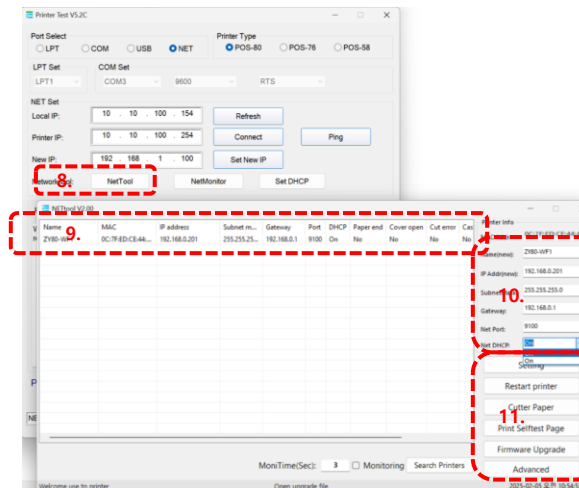 Printer Test V5.2C
Port Select
LPT COM USB NET
Printer Type
POS-80 POS-76 POS-58
LPT Set
COM Set
LPT1 COM3 9600 RTS
NET Set
Local IP: 10 . 10 . 100 . 154 Refresh
Printer IP: 10 . 10 . 100 . 254 Connect Ping
New IP: 192 . 168 . 1 . 100 Set New IP
8. NetTool NetMonitor Set DHCP
NETtool V2.00
9.
Name MAC IP address Subnet m... Gateway Port DHCP Paper end Cover open Cut error Cas
ZY80-WF1 0C:7F:ED:CE:44:... 192.168.0.201 255.255.25... 192.168.0.1 9100 On No No No No
Printer Info
Name(new): ZY80-WF1
IP Addr(new): 192.168.0.201
10.
255.255.255.0
Gateway: 192.168.0.1
Net Port: 9100
Net DHCP: On
On
Setting
Restart printer
11.
Cutter Paper
Print Selftest Page
Firmware Upgrade
Advanced
MoniTime(Sec): 3 Monitoring Search Printers
Welcome use to printer Open upgrade file